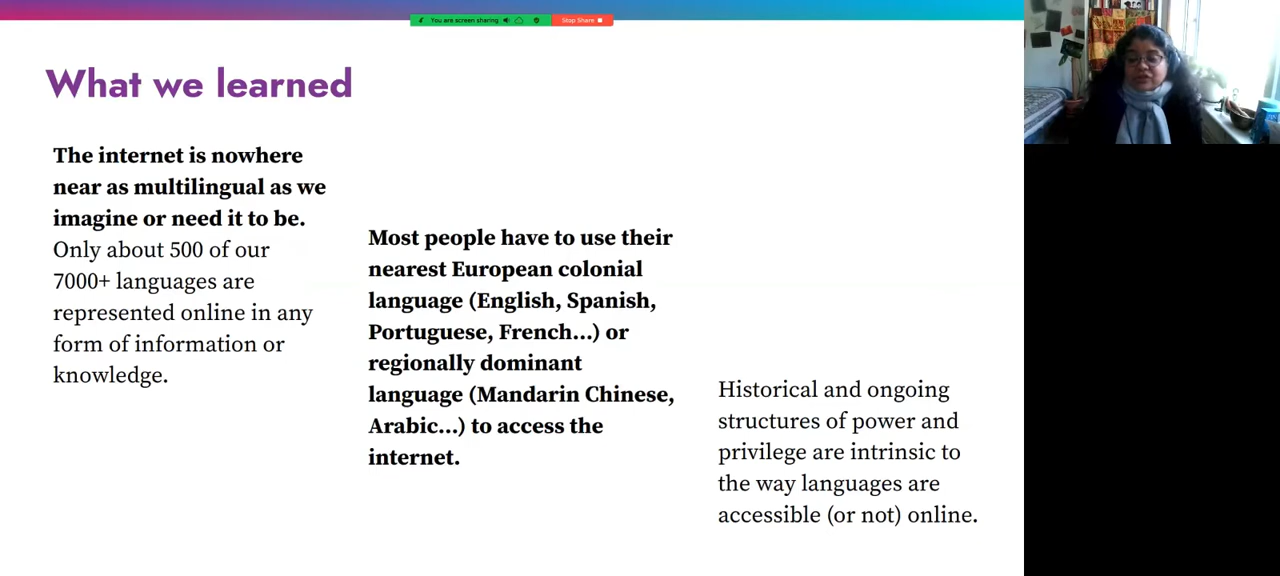 You are screen sharing
Stop Share
What we learned
The internet is nowhere
near as multilingual as we
imagine or need it to be.
Only about 500 of our
7000+ languages are
represented online in any
form of information or
knowledge.
Most people have to use their
nearest European colonial
language (English, Spanish,
Portuguese, French...) or
regionally dominant
language (Mandarin Chinese,
Arabic...) to access the
internet.
Historical and ongoing
structures of power and
privilege are intrinsic to
the way languages are
accessible (or not) online.